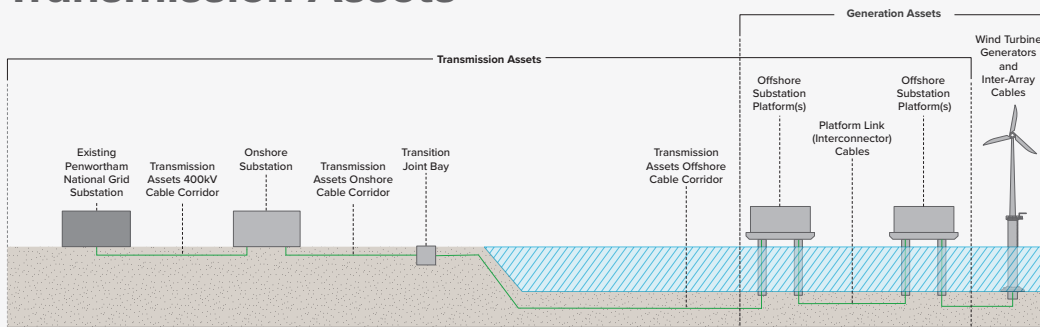 Transmission Assets
Generation Assets
Transmission Assets
Wind Turbine
Generators
and
Inter-Array
Cables
Offshore
Substation
Platform(s)
Offshore
Substation
Platform(s)
Platform Link
(Interconnector)
Cables
Existing
Penwortham
National Grid
Substation
Transmission
Assets 400kV
Cable Corridor
Onshore
Substation
Transmission
Assets Onshore
Cable Corridor
Transition
Joint Bay
Transmission
Assets Offshore
Cable Corridor